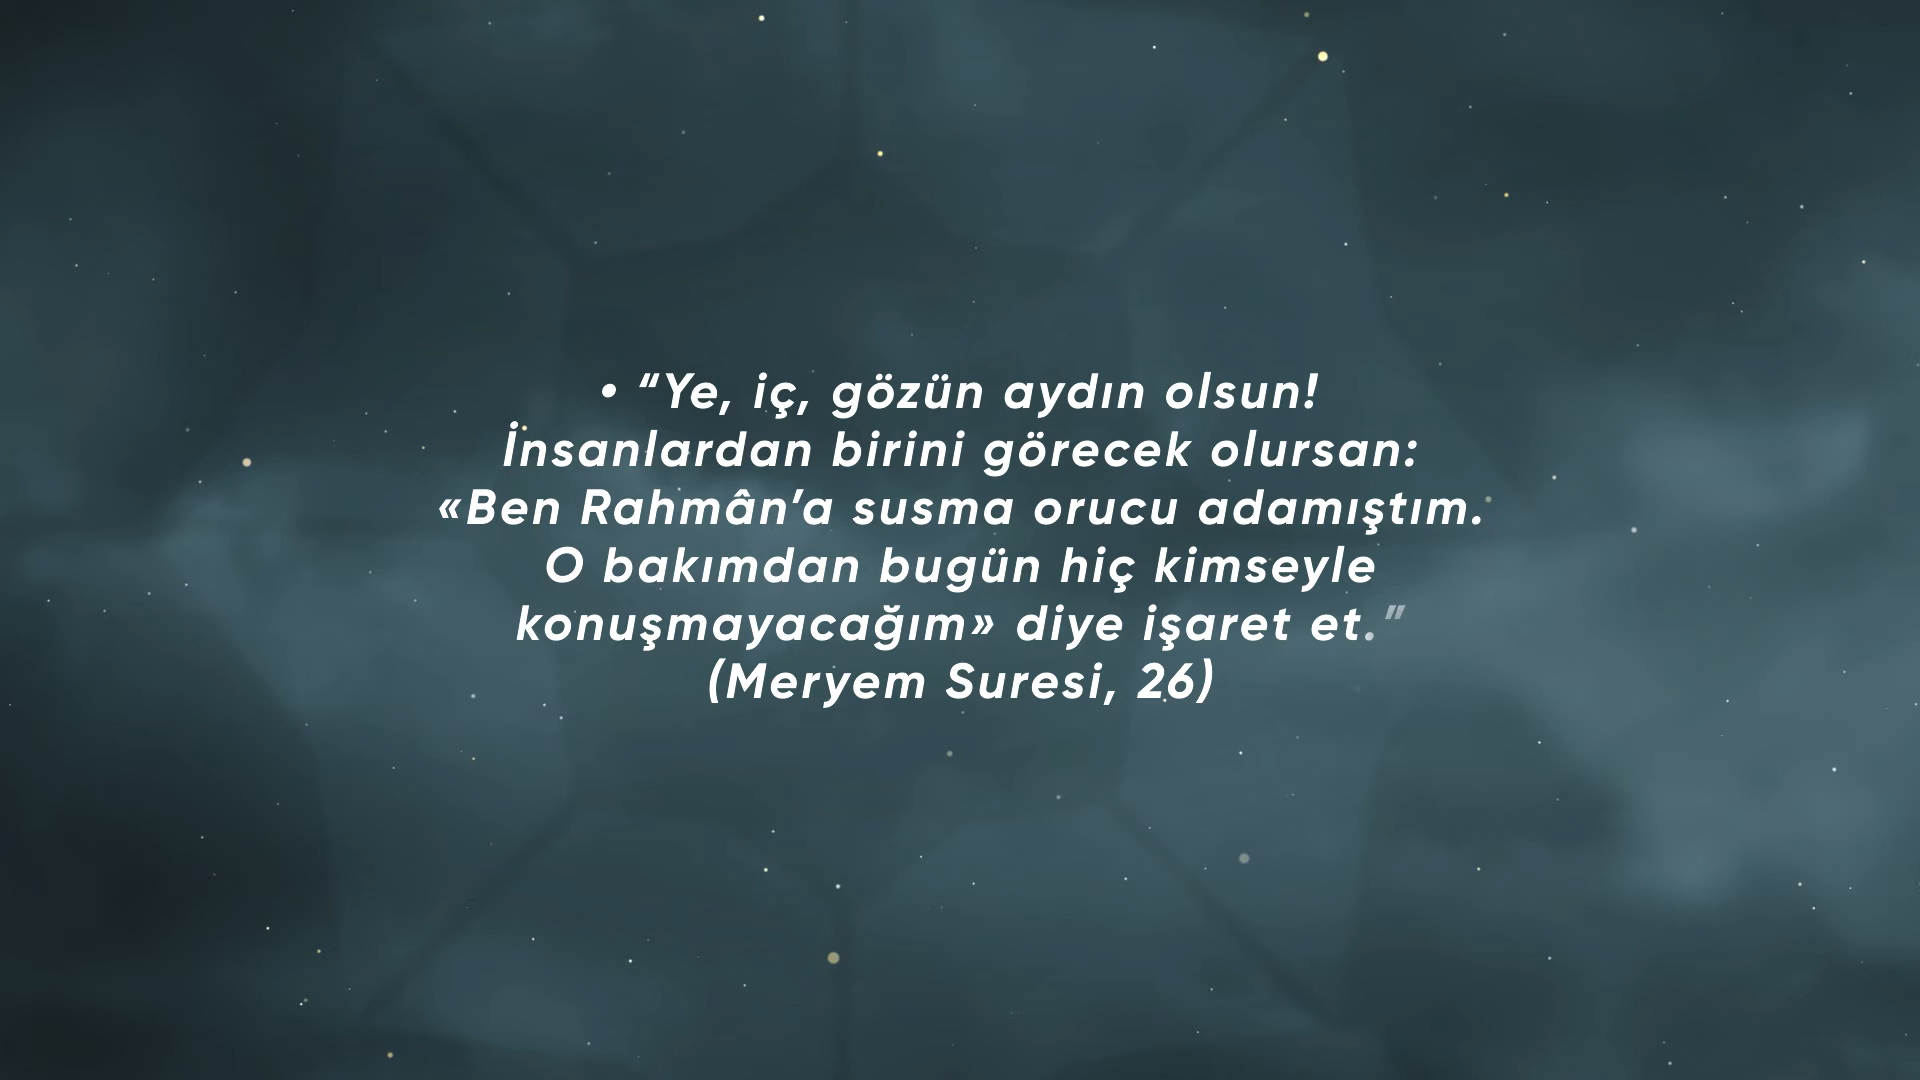 • “Ye, iç, gözün aydın olsun!
İnsanlardan birini görecek olursan:
«Ben Rahmân’a susma orucu adamıştım.
O bakımdan bugün hiç kimseyle
konuşmayacağım» diye işaret et.”
(Meryem Suresi, 26)